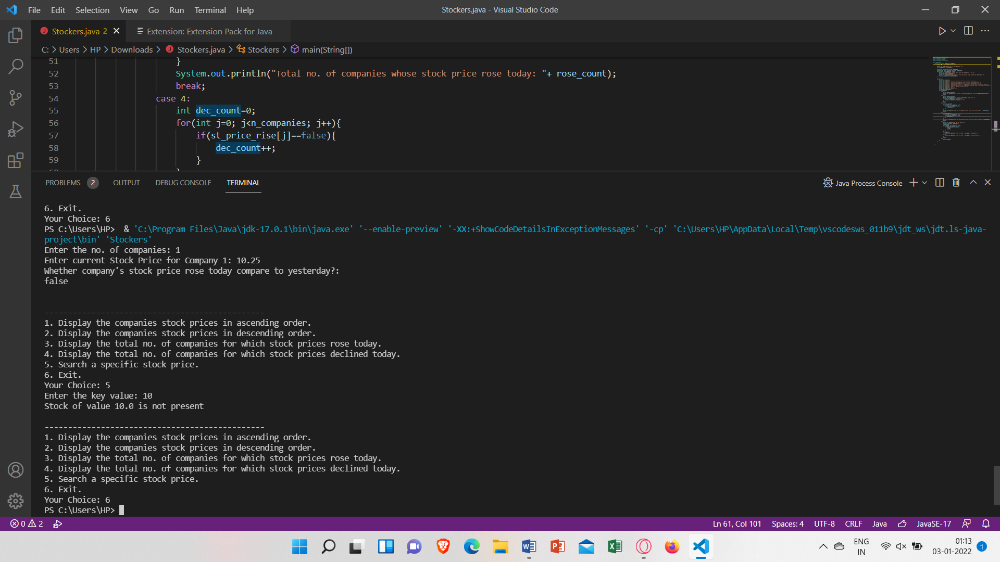 File Edit Selection View Go Run Terminal Help
Stockers.java - Visual Studio Code
Stockers.java 2
Extension: Extension Pack for Java
C: > Users > HP > Downloads > Stockers.java > Stockers > main(String[])
51 }
52 System.out.println("Total no. of companies whose stock price rose today: "+ rose_count);
53 break;
54 case 4:
55 int dec_count=0;
56 for(int j=0; j<n_companies; j++){
57 if(st_price_rise[j]==false){
58 dec_count++;
59 }
PROBLEMS 2 OUTPUT DEBUG CONSOLE TERMINAL
Java Process Console
6. Exit.
Your Choice: 6
PS C:\Users\HP>  & 'C:\Program Files\Java\jdk-17.0.1\bin\java.exe' '--enable-preview' '-XX:+ShowCodeDetailsInExceptionMessages' '-cp' 'C:\Users\HP\AppData\Local\Temp\vscodesws_011b9\jdt_ws\jdt.ls-java-
project\bin' 'Stockers'
Enter the no. of companies: 1
Enter current Stock Price for Company 1: 10.25
Whether company's stock price rose today compare to yesterday?:
false
-----------------------------------------------
1. Display the companies stock prices in ascending order.
2. Display the companies stock prices in descending order.
3. Display the total no. of companies for which stock prices rose today.
4. Display the total no. of companies for which stock prices declined today.
5. Search a specific stock price.
6. Exit.
Your Choice: 5
Enter the key value: 10
Stock of value 10.0 is not present
-----------------------------------------------
1. Display the companies stock prices in ascending order.
2. Display the companies stock prices in descending order.
3. Display the total no. of companies for which stock prices rose today.
4. Display the total no. of companies for which stock prices declined today.
5. Search a specific stock price.
6. Exit.
Your Choice: 6
PS C:\Users\HP>
0 2
Ln 61, Col 101 Spaces: 4 UTF-8 CRLF Java JavaSE-17
ENG
IN
01:13
03-01-2022
1